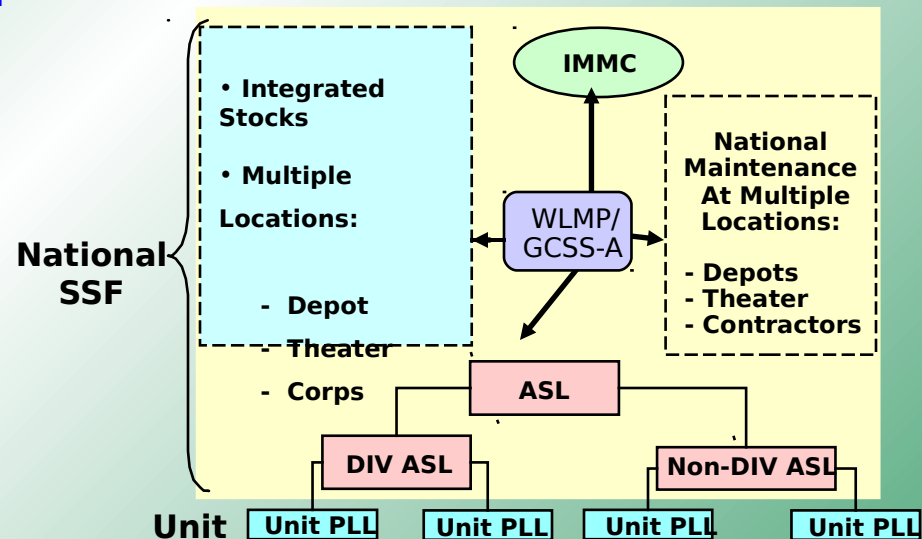 • Integrated
Stocks
• Multiple
Locations:
- Depot
- Theater
- Corps
IMMC
National
Maintenance
At Multiple
Locations:
- Depots
- Theater
- Contractors
WLMP/
GCSS-A
National
SSF
ASL
DIV ASL
Non-DIV ASL
Unit
Unit PLL
Unit PLL
Unit PLL
Unit PLL